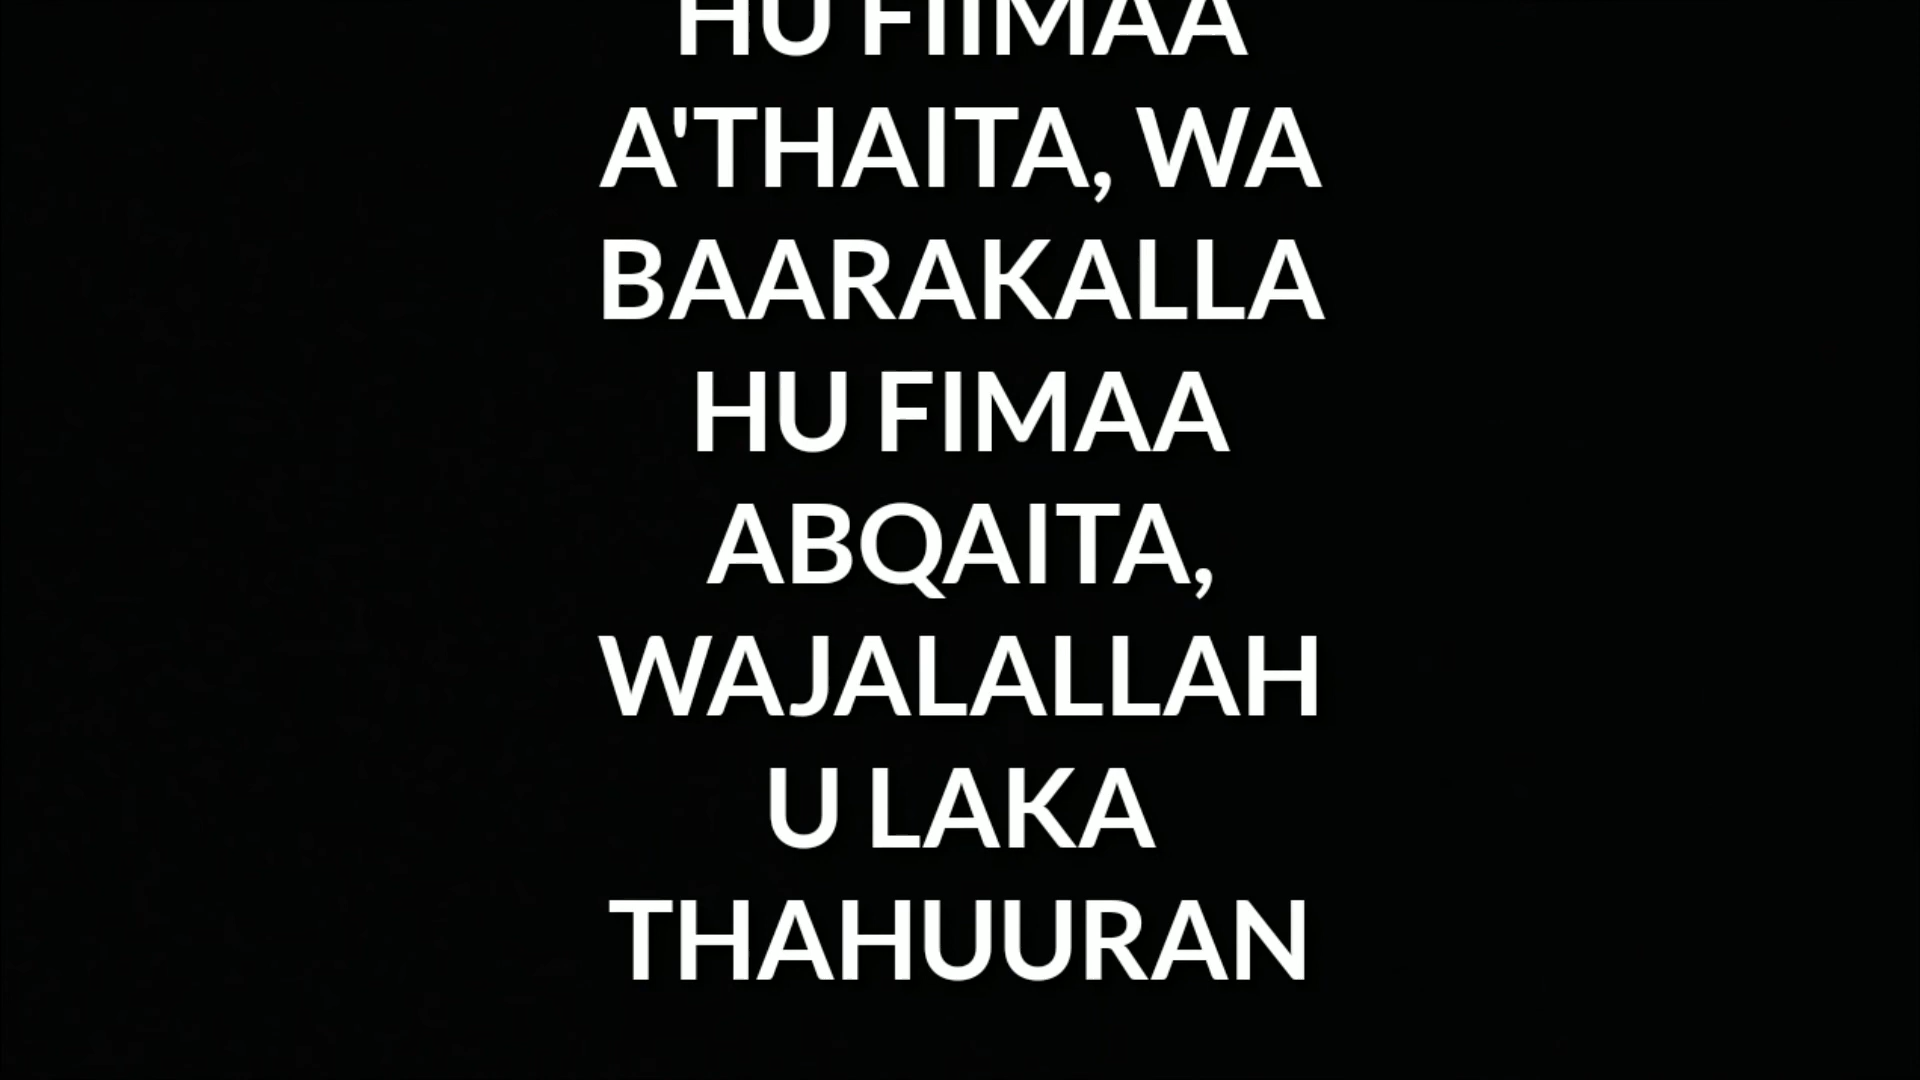 HU FIIMAA
A'THAITA, WA
BAARAKALLA
HU FIMAA
ABQAITA,
WAJALALLAH
U LAKA
THAHUURAN